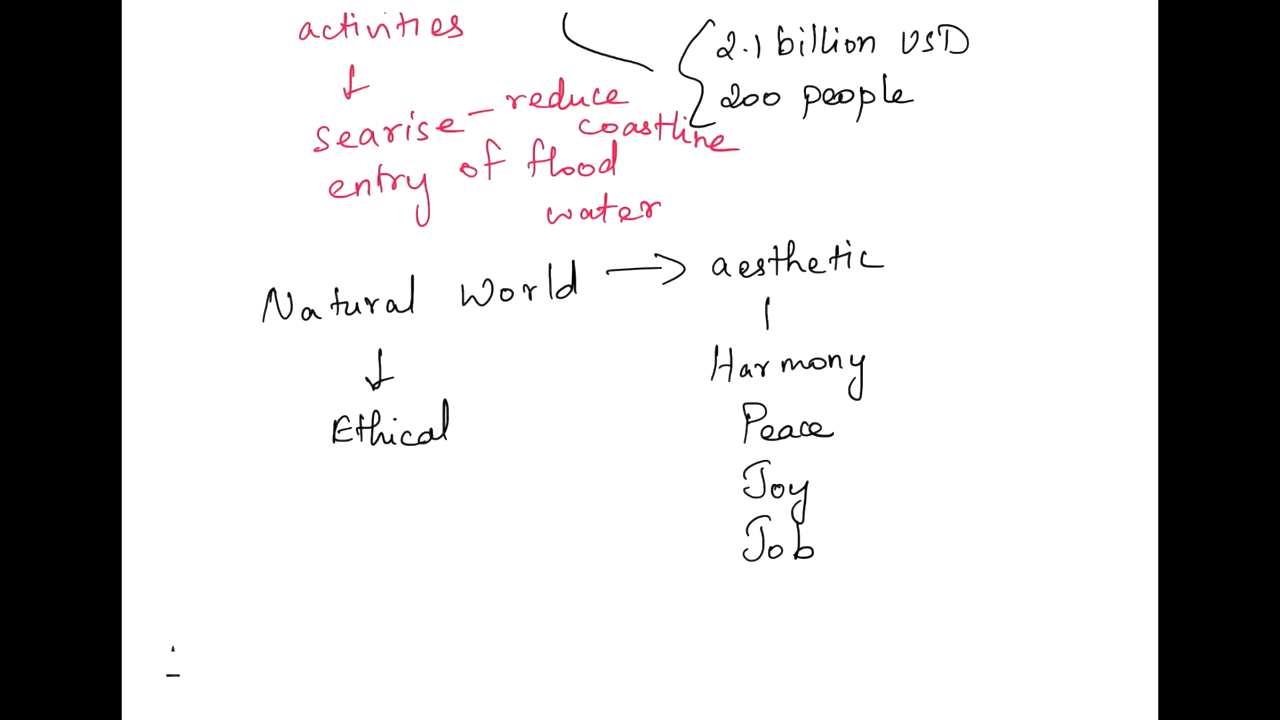 activities
2.1 billion USD
200 people
↓
searise - reduce
coastline
entry of flood
water
Natural World → aesthetic
↓
Ethical
Harmony
Peace
Joy
Job